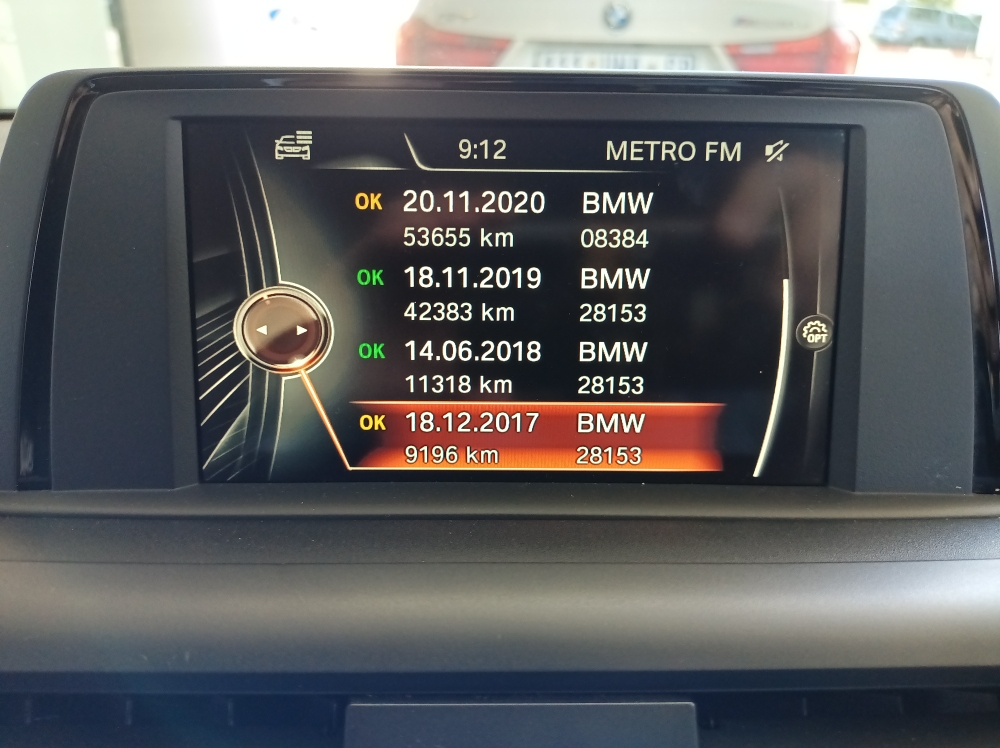 9:12 METRO FM
OK 20.11.2020 BMW
53655 km 08384
OK 18.11.2019 BMW
42383 km 28153
OPT
OK 14.06.2018 BMW
11318 km 28153
OK 18.12.2017 BMW
9196 km 28153